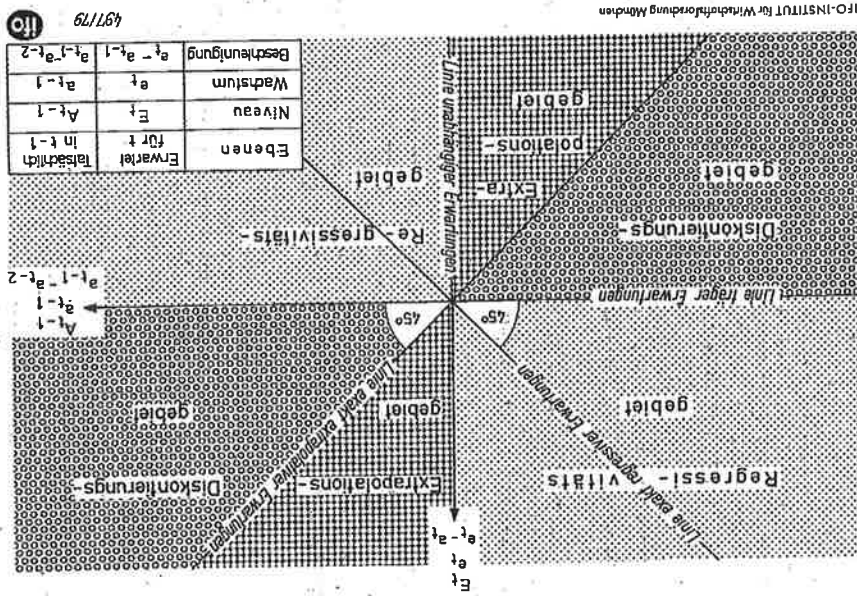 E_t
e_t
e_t - a_t
Regressi- vitäts
gebiet
Linie exakt regressiver Erwartungen
Extrapolations-
gebiet
Linie exakt extrapolativer Erwartungen
Diskontierungs-
gebiet
45°
45°
Linie träger Erwartungen
A_t-1
a_t-1
a_t-1 - a_t-2
Diskontierungs-
gebiet
Extra-
polations-
gebiet
Linie unabhängiger Erwartungen
Re- gressivitäts-
gebiet
Ebenen Erwartet für t Tatsächlich in t-1
Niveau E_t A_t-1
Wachstum e_t a_t-1
Beschleunigung e_t - a_t-1 a_t-1 - a_t-2
IFO-INSTITUT für Wirtschaftsforschung München
497/79
ifo